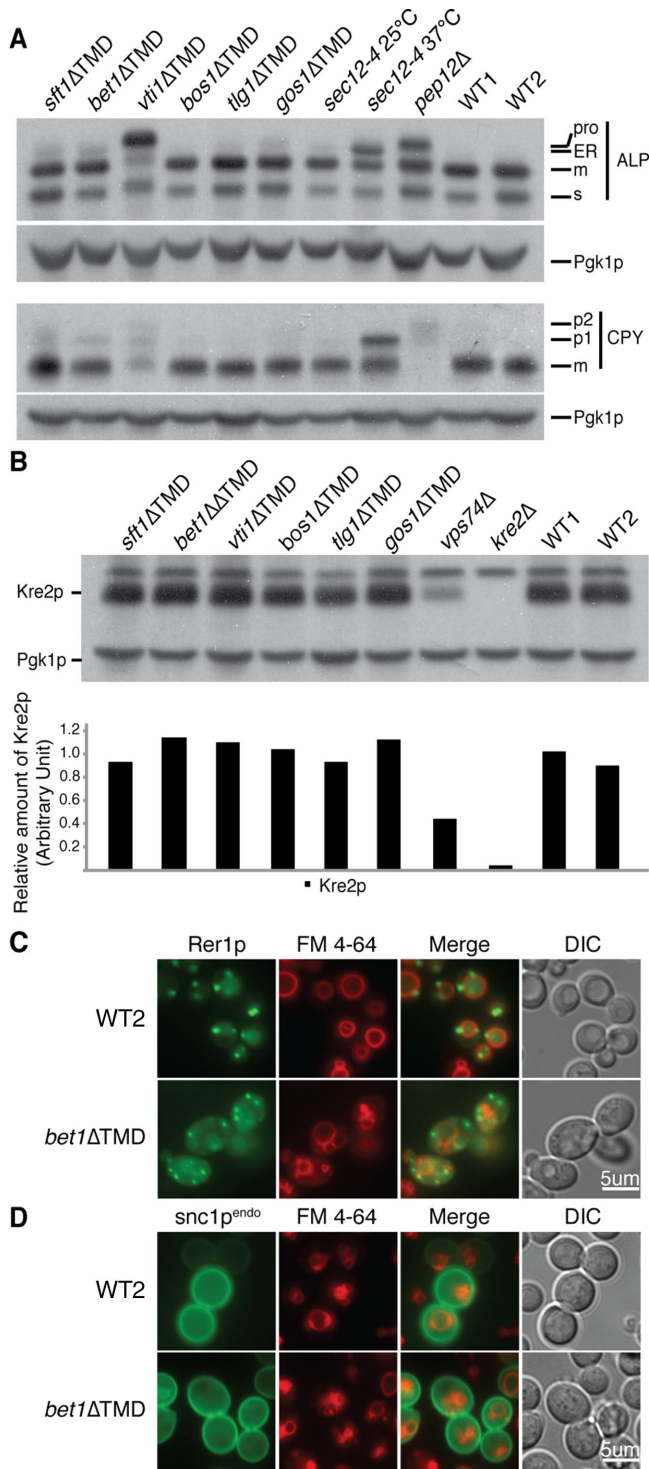 A
sft1ΔTMD bet1ΔTMD vti1ΔTMD bos1ΔTMD tlg1ΔTMD gos1ΔTMD sec12-4 25°C sec12-4 37°C pep12Δ WT1 WT2
pro
ER
m
s
ALP
Pgk1p
p2
p1
m
CPY
Pgk1p
B
sft1ΔTMD bet1ΔΔTMD vti1ΔTMD bos1ΔTMD tlg1ΔTMD gos1ΔTMD vps74Δ kre2Δ WT1 WT2
Kre2p
Pgk1p
Relative amount of Kre2p
(Arbitrary Unit)
1.2
1.0
0.8
0.6
0.4
0.2
Kre2p
C
Rer1p FM 4-64 Merge DIC
WT2
bet1ΔTMD
5um
D
snc1pᵉⁿᵈᵒ FM 4-64 Merge DIC
WT2
bet1ΔTMD
5um